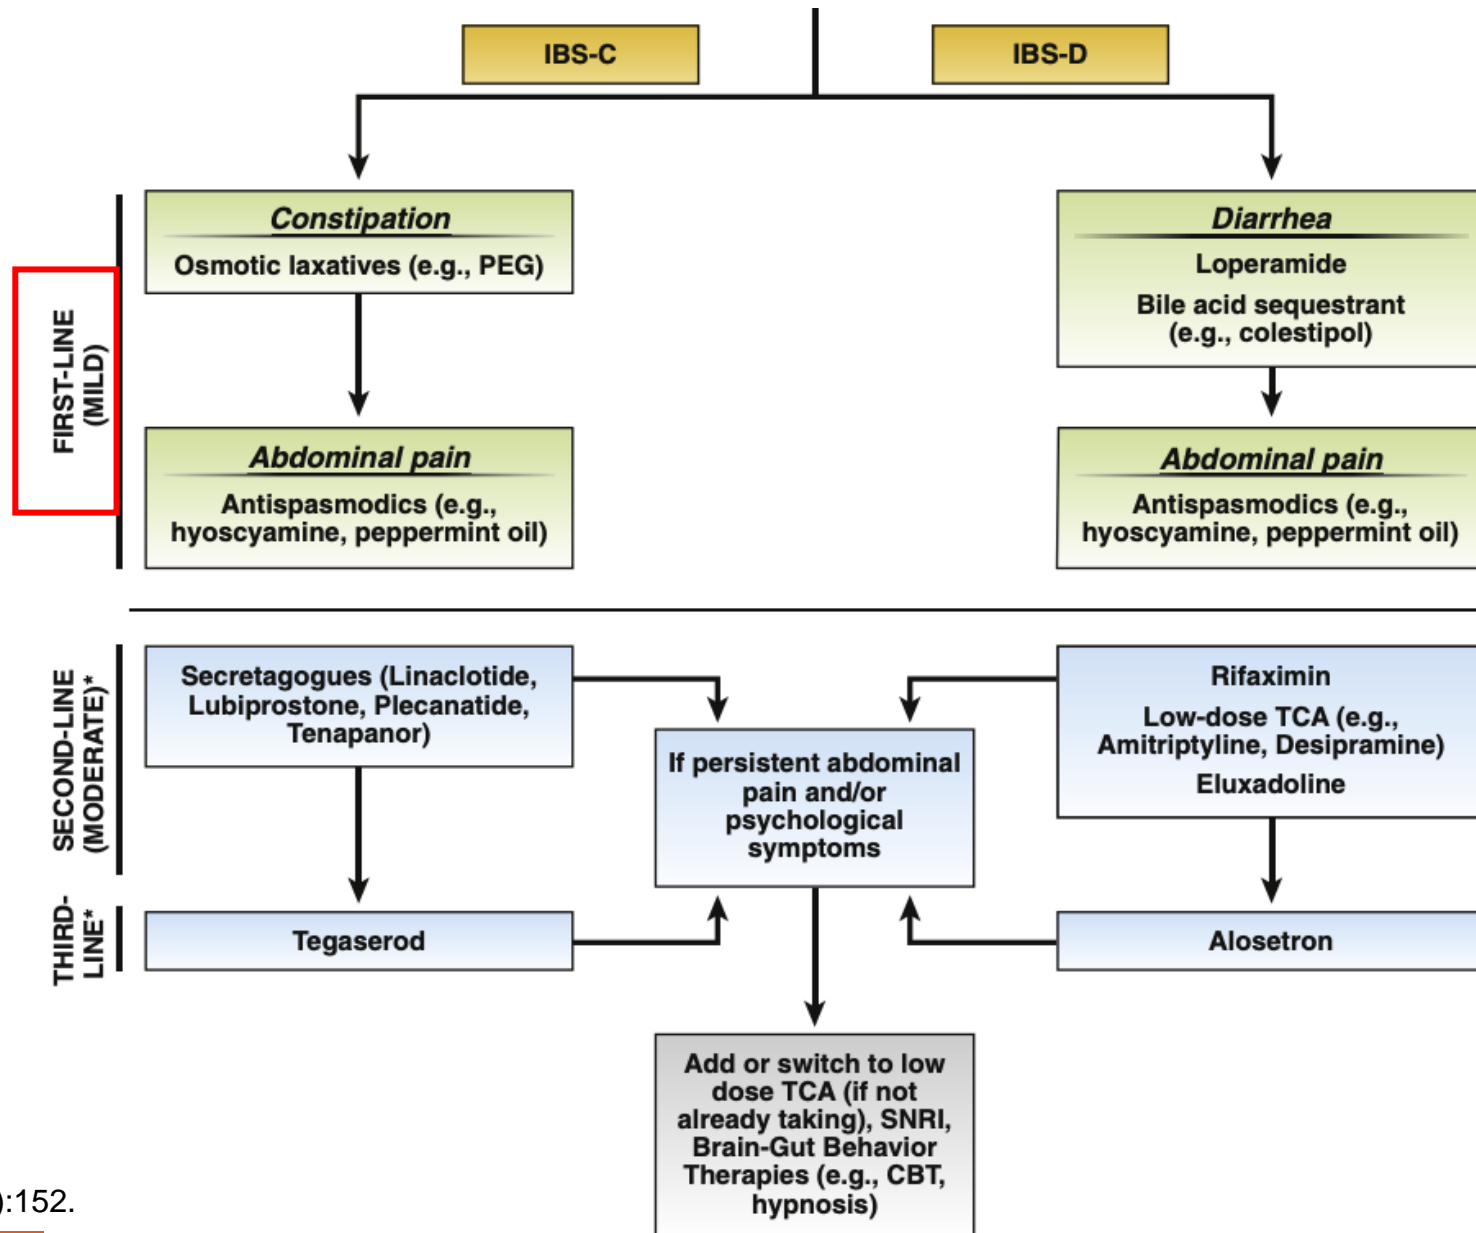 IBS-C
IBS-D
FIRST-LINE
(MILD)
Constipation
Osmotic laxatives (e.g., PEG)
Abdominal pain
Antispasmodics (e.g.,
hyoscyamine, peppermint oil)
Diarrhea
Loperamide
Bile acid sequestrant
(e.g., colestipol)
Abdominal pain
Antispasmodics (e.g.,
hyoscyamine, peppermint oil)
SECOND-LINE
(MODERATE)*
Secretagogues (Linaclotide,
Lubiprostone, Plecanatide,
Tenapanor)
If persistent abdominal
pain and/or
psychological
symptoms
Rifaximin
Low-dose TCA (e.g.,
Amitriptyline, Desipramine)
Eluxadoline
THIRD-
LINE*
Tegaserod
Alosetron
Add or switch to low
dose TCA (if not
already taking), SNRI,
Brain-Gut Behavior
Therapies (e.g., CBT,
hypnosis)
):152.